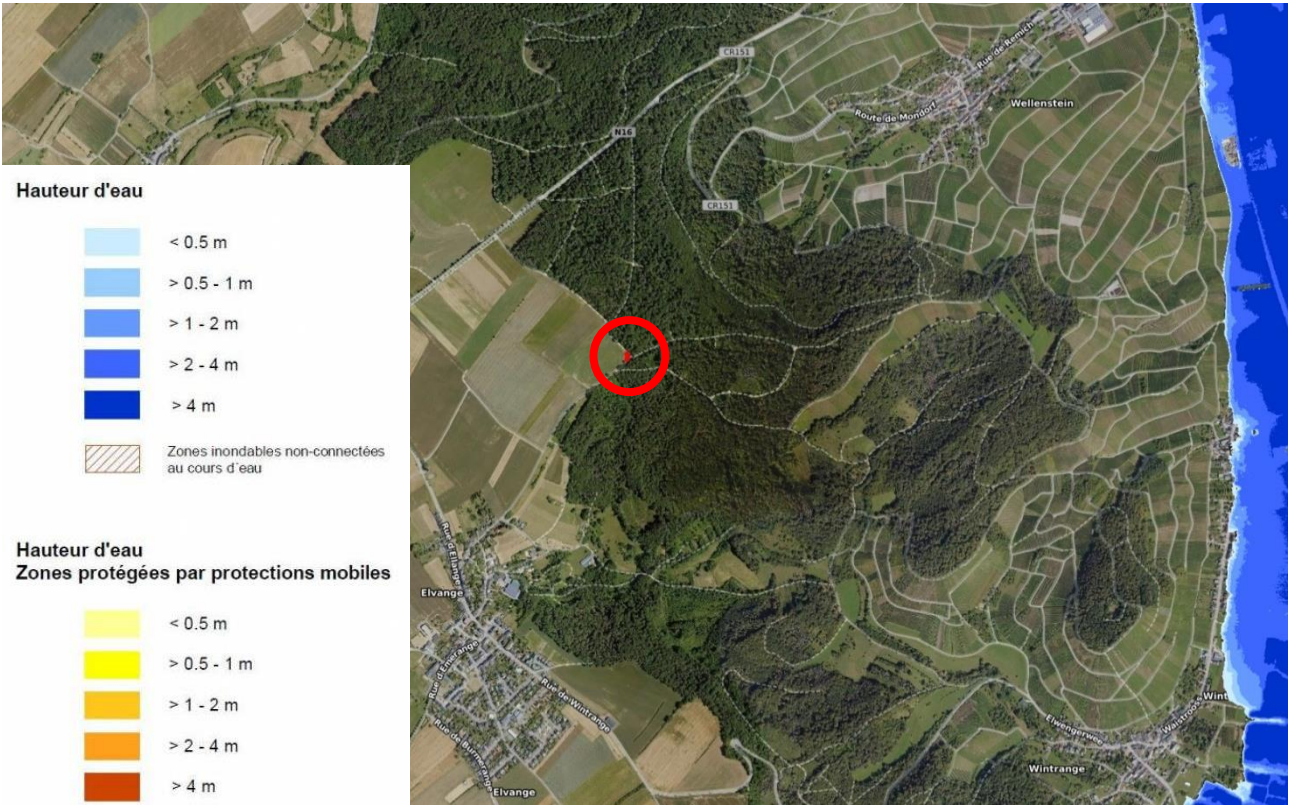 CR151
Rue de Remich
Wellenstein
Route de Mondorf
N16
CR151
Hauteur d'eau
< 0.5 m
> 0.5 - 1 m
> 1 - 2 m
> 2 - 4 m
> 4 m
Zones inondables non-connectées
au cours d'eau
Hauteur d'eau
Zones protégées par protections mobiles
< 0.5 m
> 0.5 - 1 m
> 1 - 2 m
> 2 - 4 m
> 4 m
Rue d'Ellange
Elvange
Rue d'Emerange
Rue de Wintrange
Rue de Burmerange
Elvange
Elwengerwee
Waistrooss
Wint
Wintrange